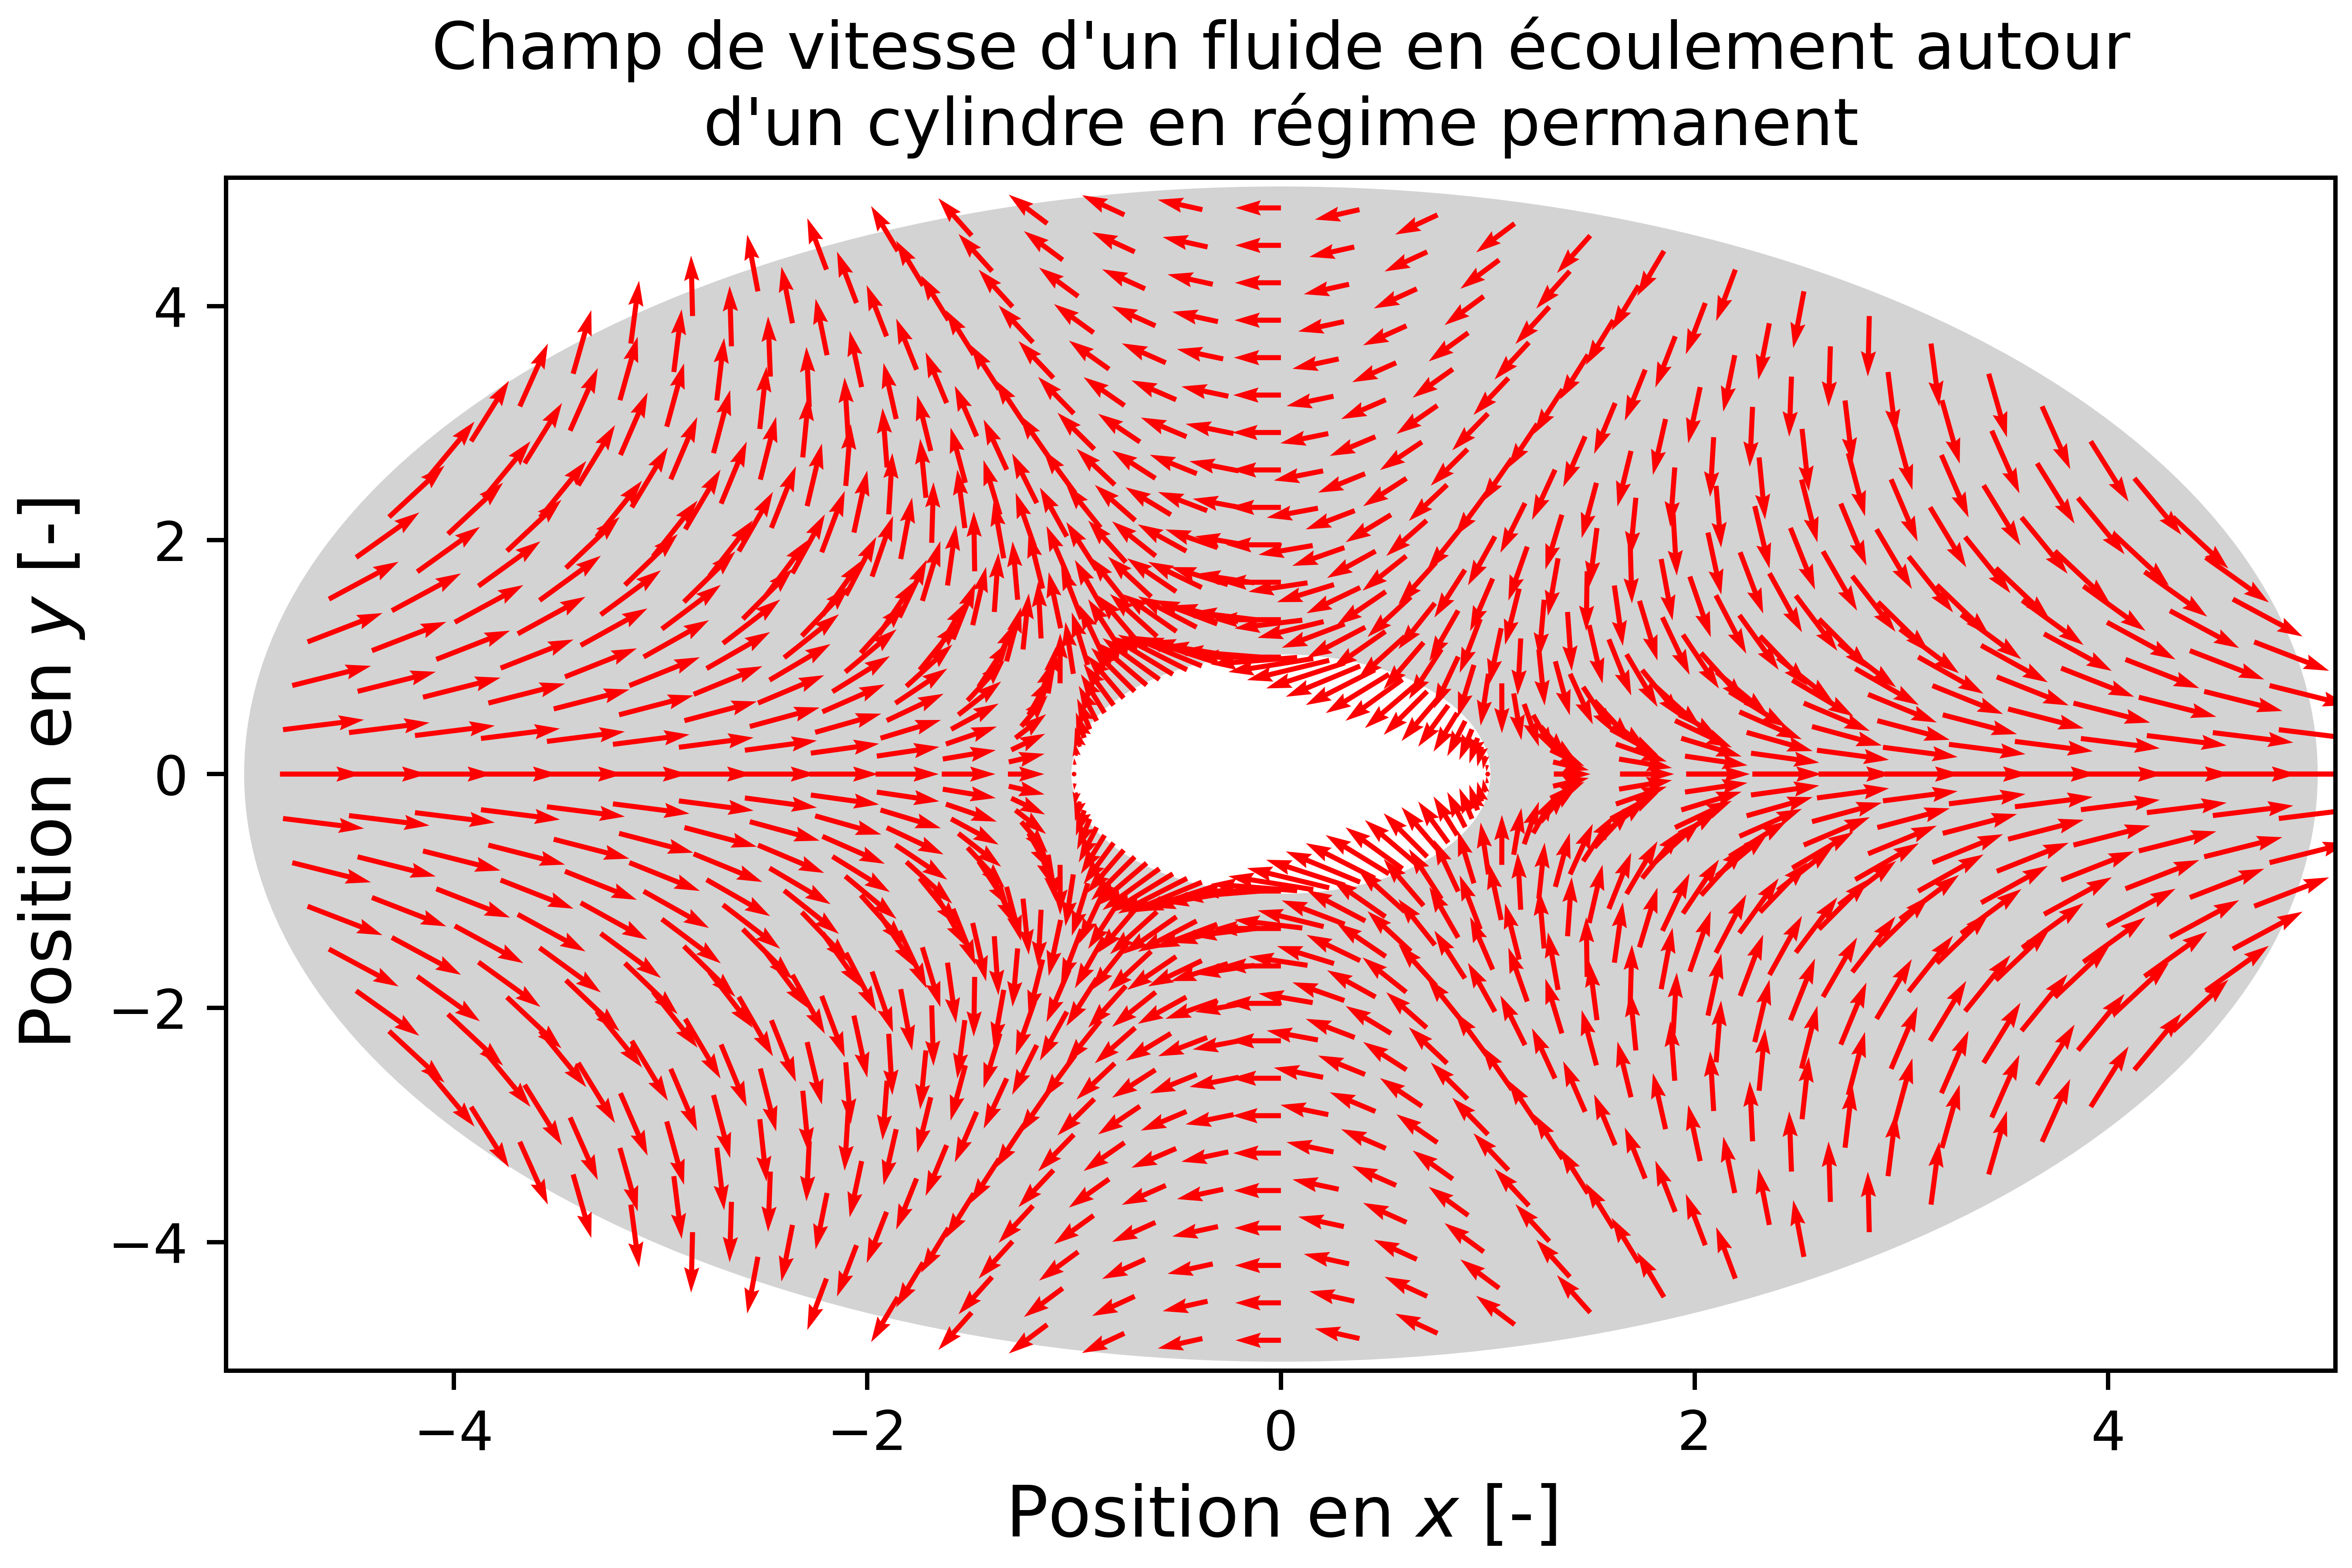 Champ de vitesse d'un fluide en écoulement autour
d'un cylindre en régime permanent
Position en y [-]
4
2
0
−2
−4
−4 −2 0 2 4
Position en x [-]